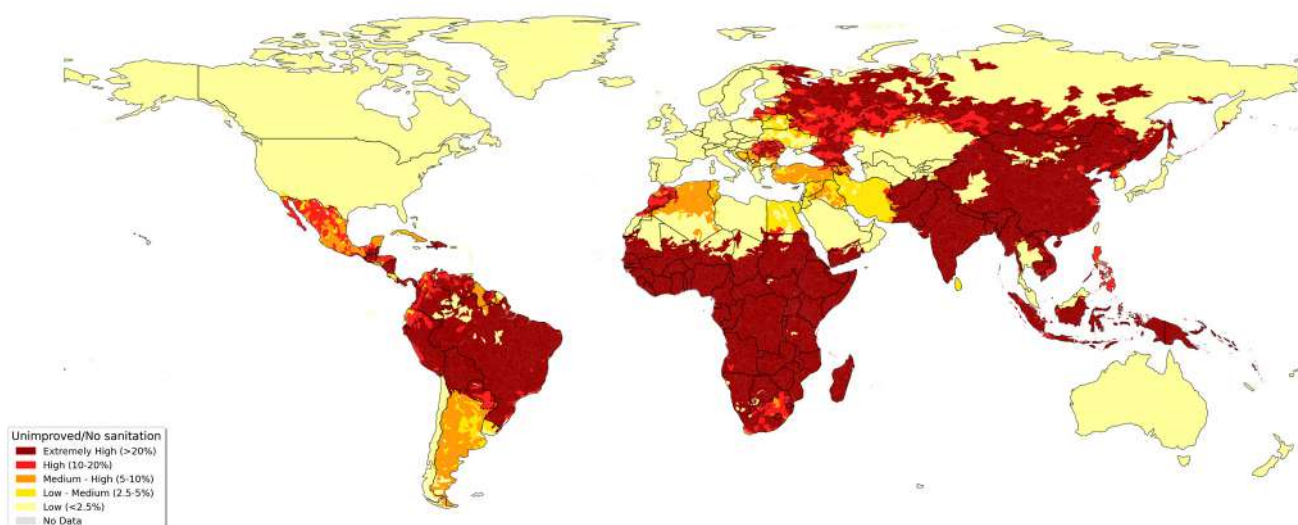 Unimproved/No sanitation
Extremely High (>20%)
High (10-20%)
Medium - High (5-10%)
Low - Medium (2.5-5%)
Low (<2.5%)
No Data